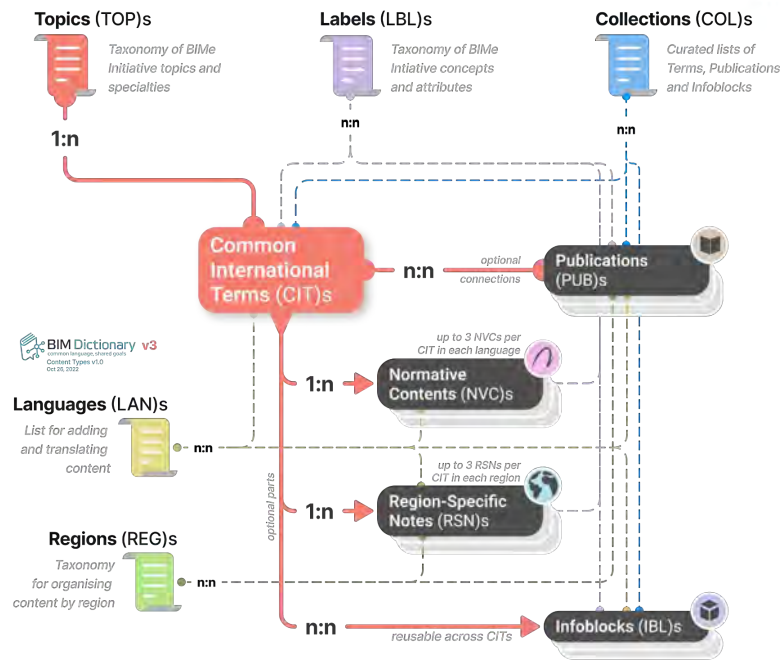 Topics (TOP)s
Taxonomy of BIMe
Initiative topics and
specialties
Labels (LBL)s
Taxonomy of BIMe
Intiative concepts
and attributes
Collections (COL)s
Curated lists of
Terms, Publications
and Infoblocks
1:n
n:n
n:n
Common
International
Terms (CIT)s
n:n
optional
connections
Publications
(PUB)s
BIM Dictionary v3
common language, shared goals
Content Types v1.0
Oct 26, 2022
up to 3 NVCs per
CIT in each language
1:n
Normative
Contents (NVC)s
Languages (LAN)s
List for adding
and translating
content
n:n
optional parts
up to 3 RSNs per
CIT in each region
1:n
Region-Specific
Notes (RSN)s
Regions (REG)s
Taxonomy
for organising
content by region
n:n
n:n
reusable across CITs
Infoblocks (IBL)s